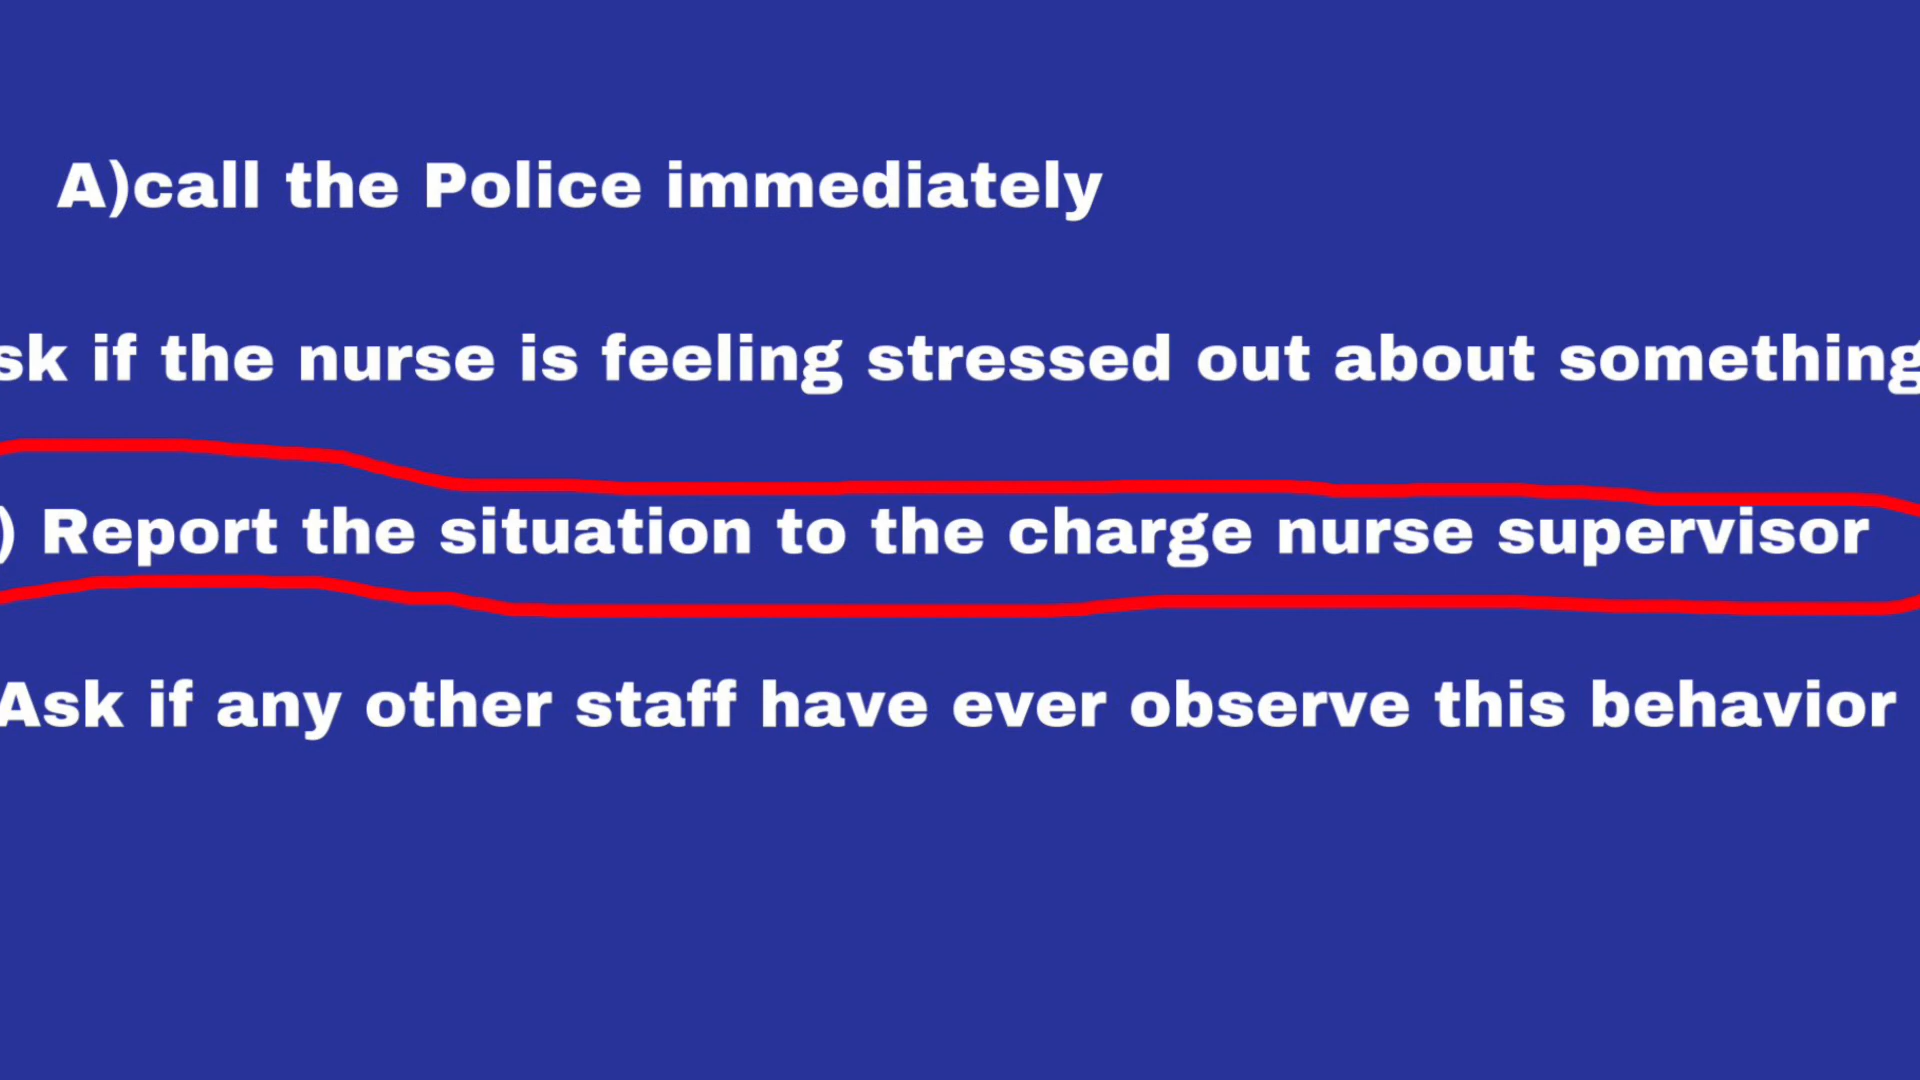 A)call the Police immediately
sk if the nurse is feeling stressed out about something
) Report the situation to the charge nurse supervisor
Ask if any other staff have ever observe this behavior